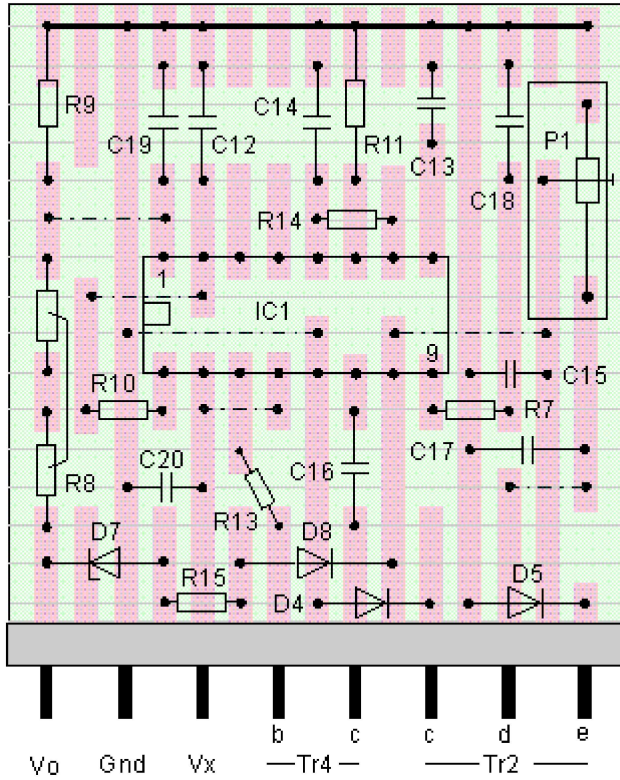 R9
C19
C12
C14
R11
C13
C18
P1
R14
1
IC1
9
R10
C15
R7
C17
R8
C20
R13
C16
D7
D8
R15
D4
D5
b c c d e
Vo Gnd Vx Tr4 Tr2